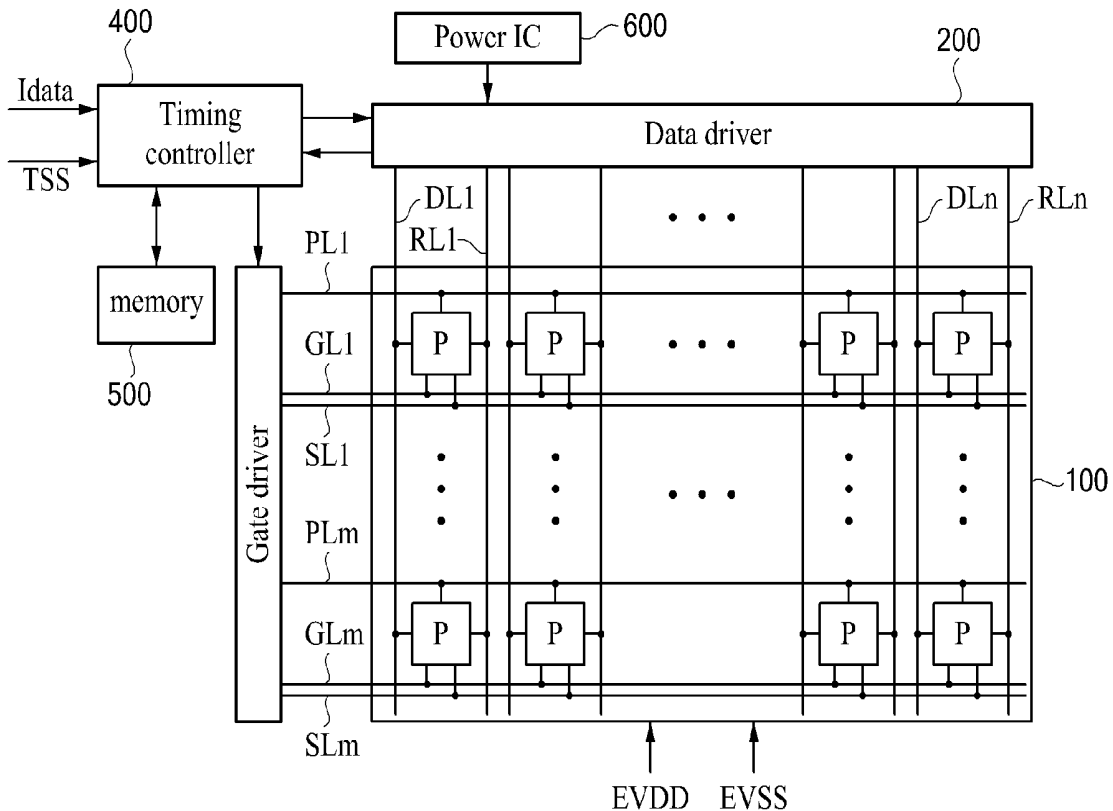 Power IC
600
400
200
Idata
Timing
controller
Data driver
TSS
DL1
DLn
RLn
RL1
PL1
memory
P
P
P
P
GL1
500
SL1
Gate driver
100
PLm
P
P
P
P
GLm
SLm
EVDD
EVSS